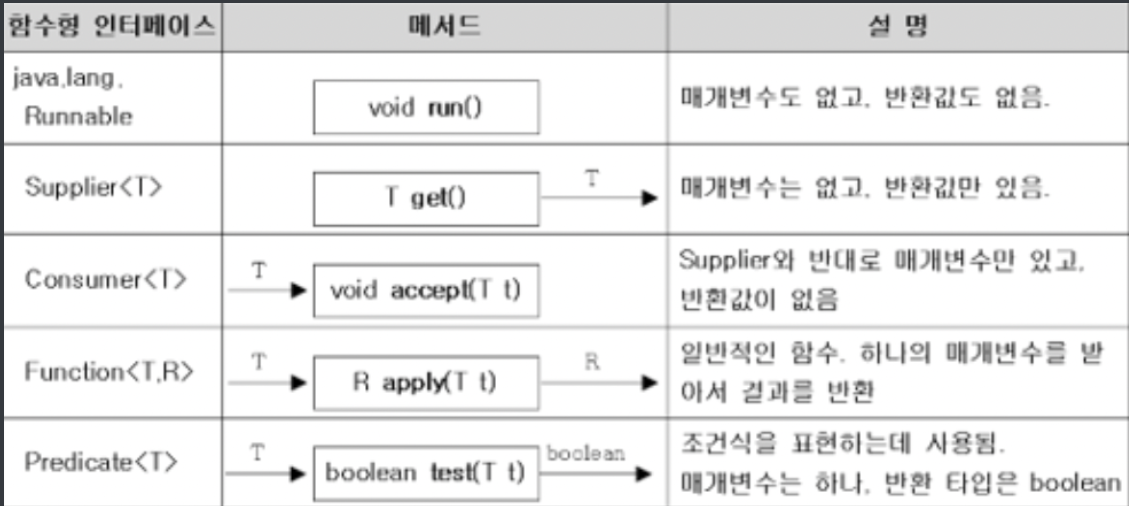 함수형 인터페이스 메서드 설 명
java.lang.
Runnable
void run()
매개변수도 없고, 반환값도 없음.
Supplier<T>
T get()
T
매개변수는 없고, 반환값만 있음.
Consumer<T>
T
void accept(T t)
Supplier와 반대로 매개변수만 있고,
반환값이 없음
Function<T,R>
T
R apply(T t)
R
일반적인 함수. 하나의 매개변수를 받
아서 결과를 반환
Predicate<T>
T
boolean test(T t)
boolean
조건식을 표현하는데 사용됨.
매개변수는 하나, 반환 타입은 boolean